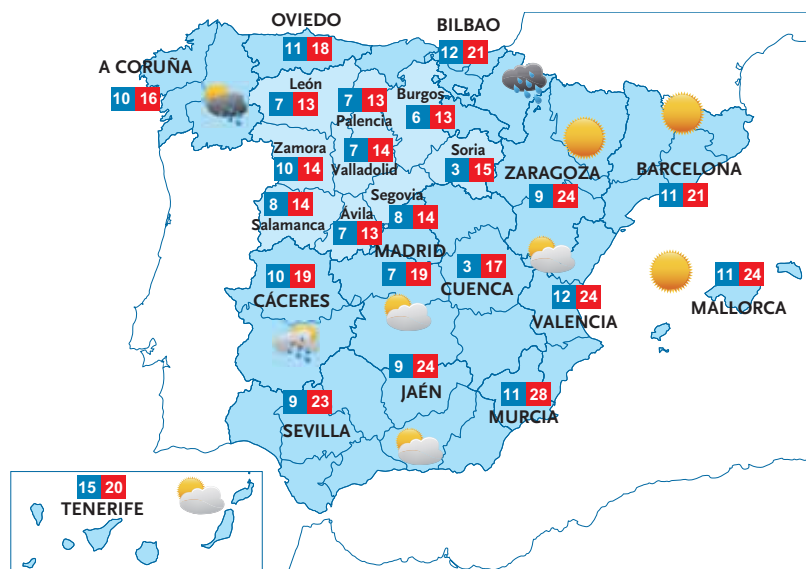 OVIEDO
11 18
BILBAO
12 21
A CORUÑA
10 16
León
7 13
7 13
Palencia
Burgos
6 13
Zamora
10 14
7 14
Valladolid
Soria
3 15
ZARAGOZA
9 24
BARCELONA
11 21
8 14
Salamanca
Ávila
7 13
Segovia
8 14
MADRID
7 19
3 17
CUENCA
10 19
CÁCERES
12 24
VALENCIA
11 24
MALLORCA
9 24
JAÉN
11 28
MURCIA
9 23
SEVILLA
15 20
TENERIFE